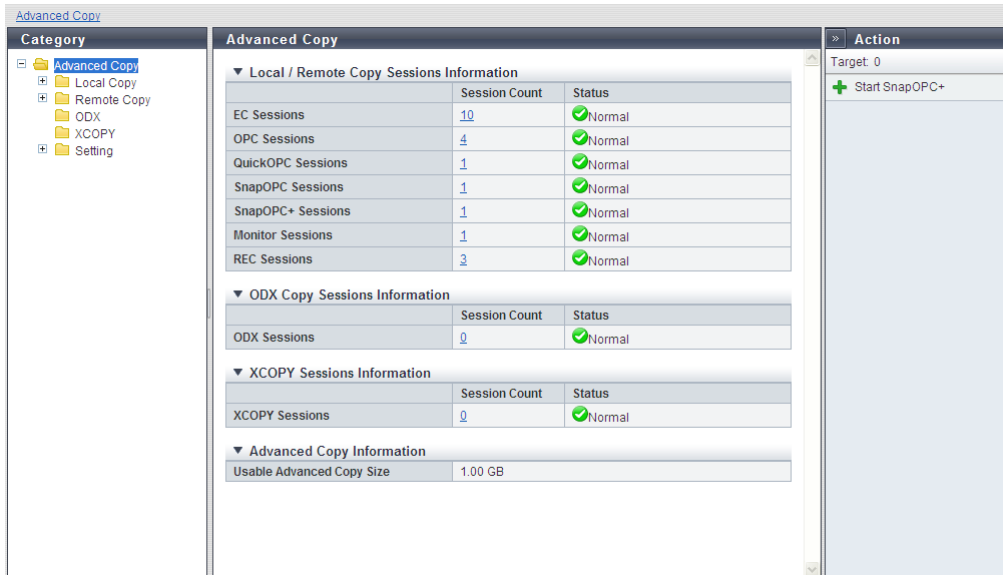 Advanced Copy
Category
Advanced Copy
Local Copy
Remote Copy
ODX
XCOPY
Setting
Advanced Copy
▼ Local / Remote Copy Sessions Information
Session Count Status
EC Sessions 10 Normal
OPC Sessions 4 Normal
QuickOPC Sessions 1 Normal
SnapOPC Sessions 1 Normal
SnapOPC+ Sessions 1 Normal
Monitor Sessions 1 Normal
REC Sessions 3 Normal
▼ ODX Copy Sessions Information
Session Count Status
ODX Sessions 0 Normal
▼ XCOPY Sessions Information
Session Count Status
XCOPY Sessions 0 Normal
▼ Advanced Copy Information
Usable Advanced Copy Size 1.00 GB
» Action
Target: 0
Start SnapOPC+